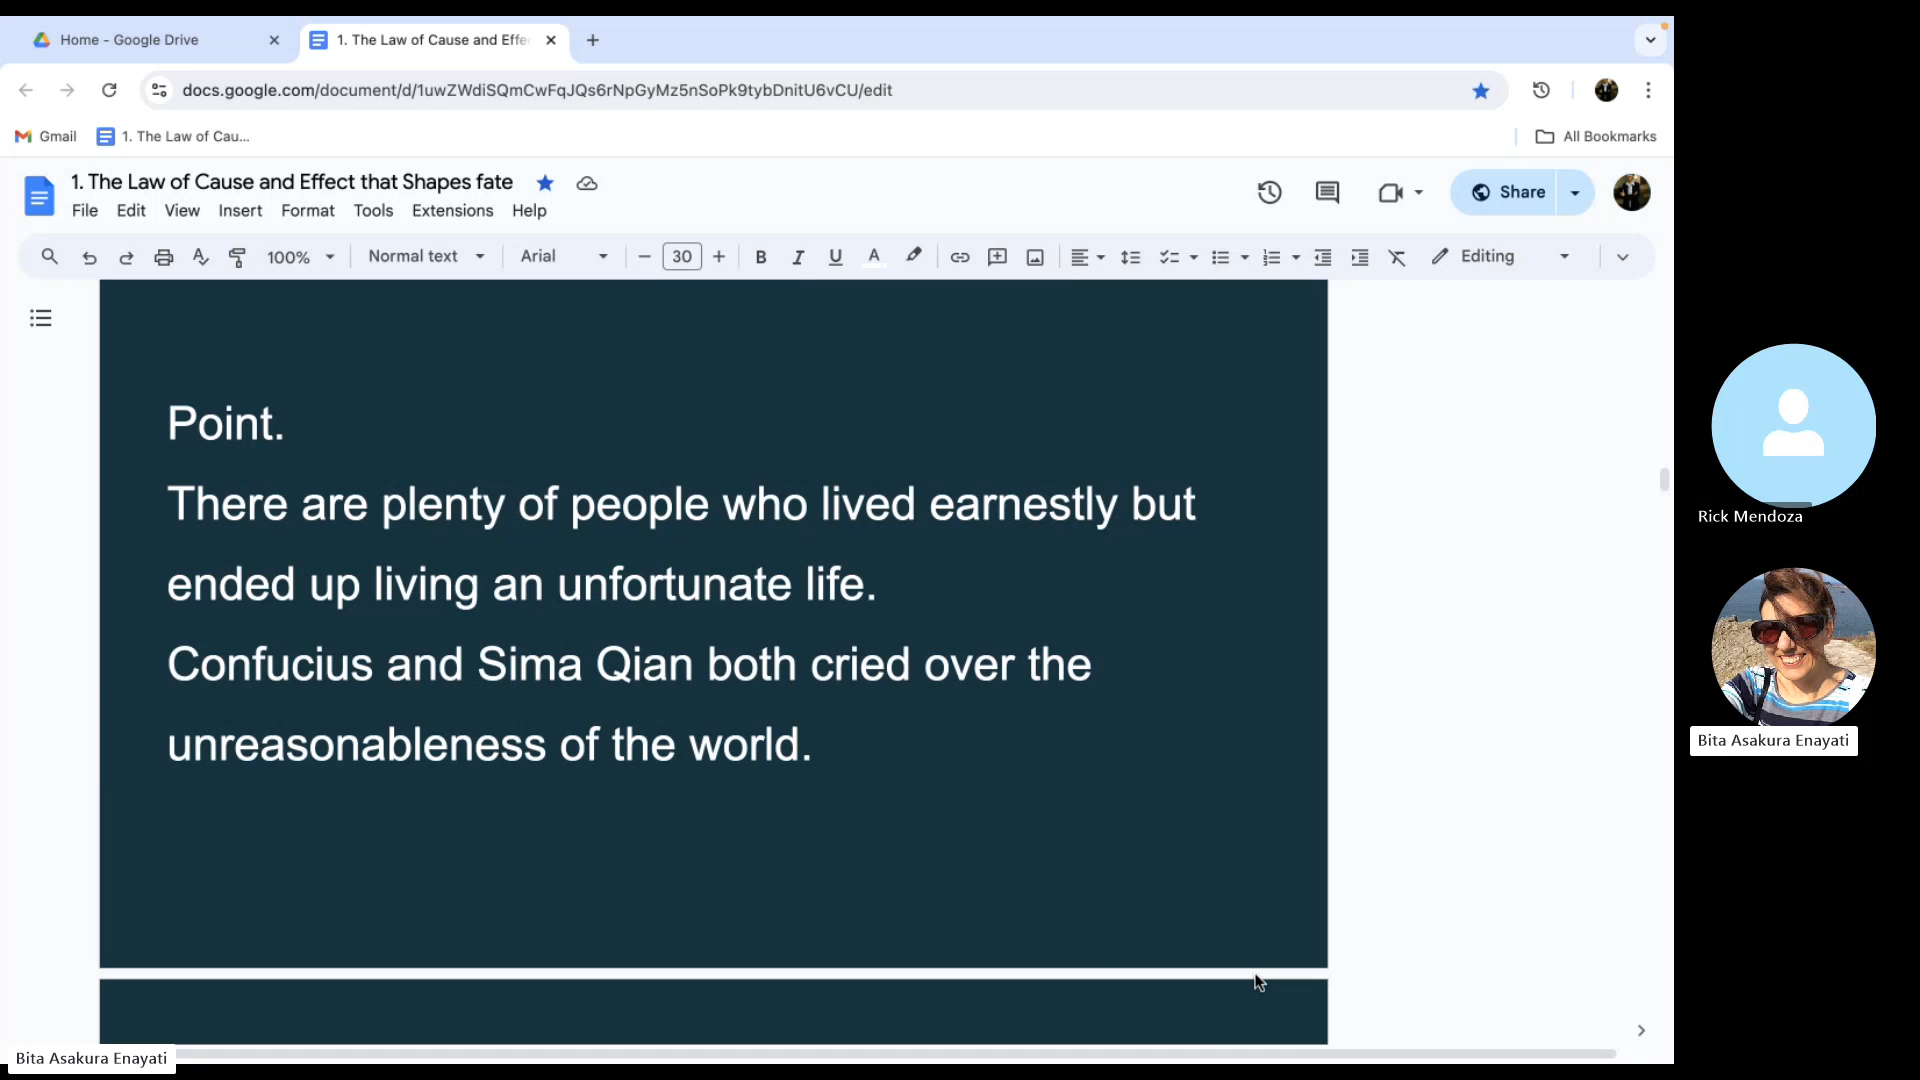 Home - Google Drive
1. The Law of Cause and Effe
docs.google.com/document/d/1uwZWdiSQmCwFqJQs6rNpGyMz5nSoPk9tybDnitU6vCU/edit
Gmail
1. The Law of Cau...
All Bookmarks
1. The Law of Cause and Effect that Shapes fate
Share
File Edit View Insert Format Tools Extensions Help
100% Normal text Arial 30 B I U A Editing
Point.
There are plenty of people who lived earnestly but
ended up living an unfortunate life.
Confucius and Sima Qian both cried over the
unreasonableness of the world.
Rick Mendoza
Bita Asakura Enayati
Bita Asakura Enayati